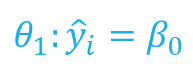 θ₁: ŷᵢ = β₀